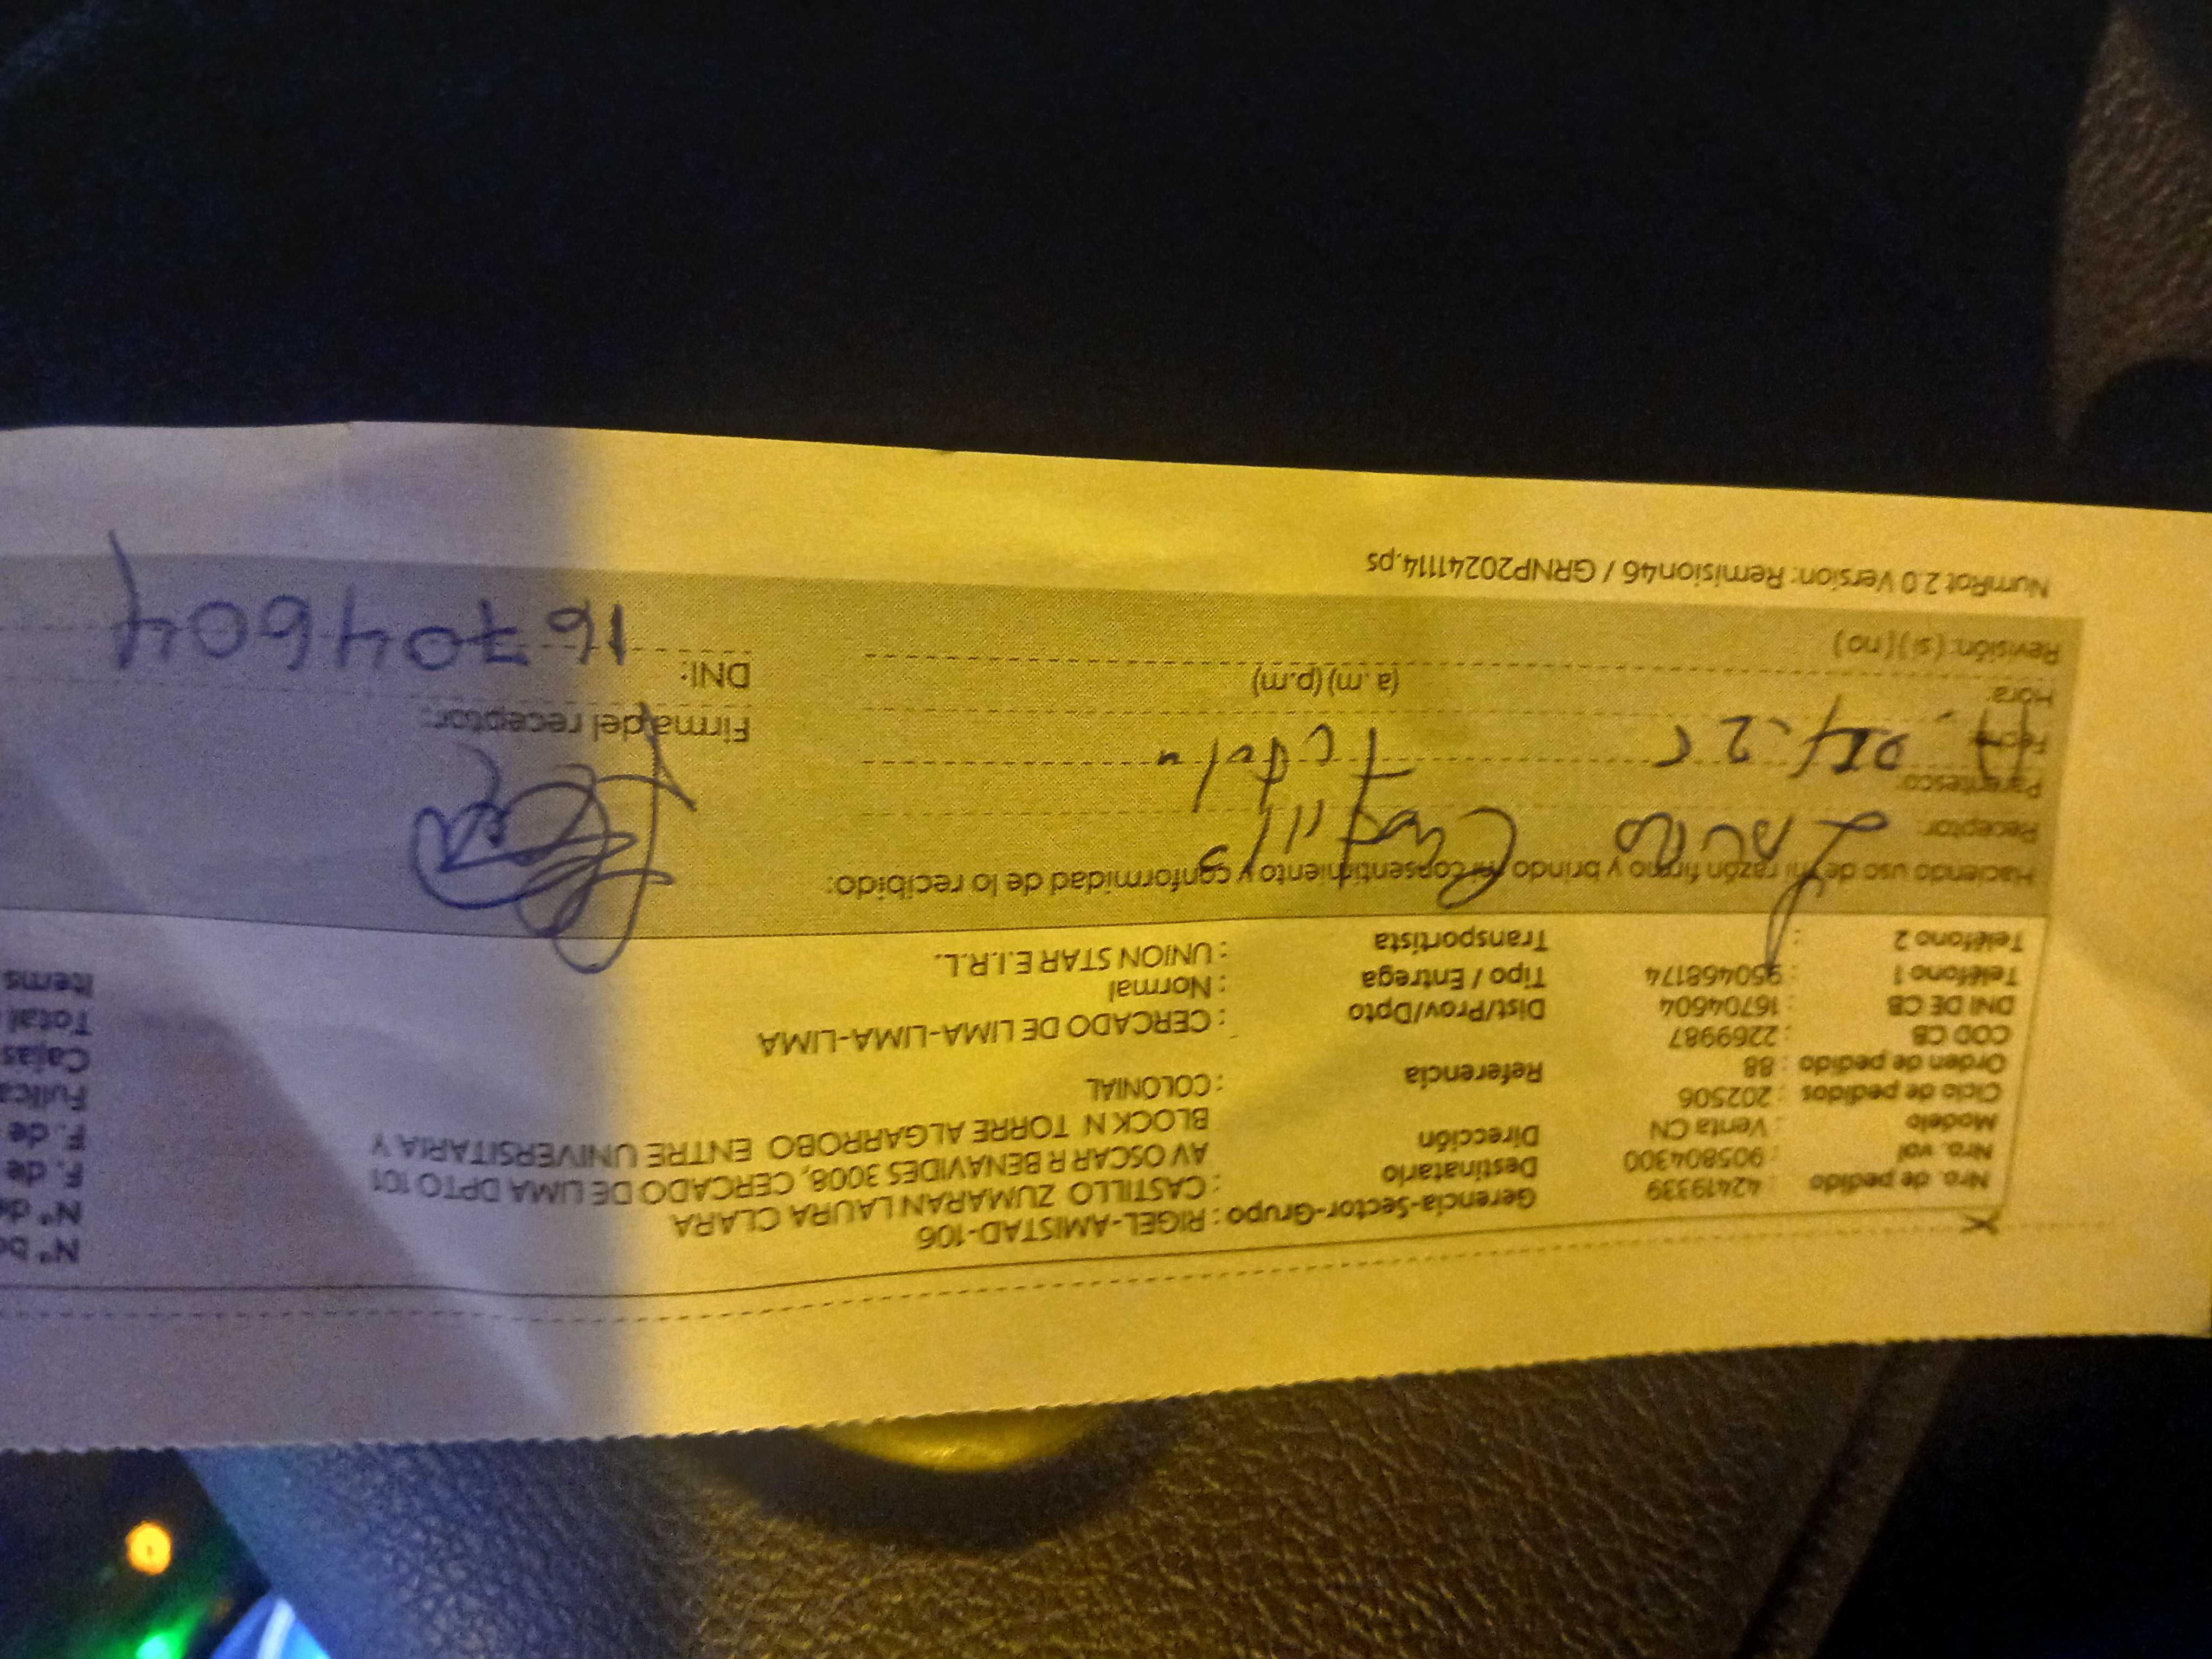 Gerencia-Sector-Grupo : RIGEL-AMISTAD-106
Nro. de pedido : 42419339
Destinatario : CASTILLO ZUMARAN LAURA CLARA
Nro. vol : 905804300
Dirección : AV OSCAR R BENAVIDES 3008, CERCADO DE LIMA DPTO 101
Modelo : Venta CN
BLOCK N TORRE ALGARROBO ENTRE UNIVERSITARIA Y
Ciclo de pedidos : 202506
COLONIAL
Orden de pedido : 88
Referencia :
COD CB : 2269987
DNI DE CB : 16704604
Dist/Prov/Dpto : CERCADO DE LIMA-LIMA-LIMA
Teléfono 1 : 950468174
Tipo / Entrega : Normal
Teléfono 2 :
Transportista : UNION STAR E.I.R.L.
Nº
Nº de
F. de
F. de
Cajas
Total
Items
Haciendo uso de mi razón firmo y brindo mi consentimiento y conformidad de lo recibido:
Receptor: Laura Castillo
Parentesco:
Fecha:
Titular
Firma del receptor:
Hora: (a.m)(p.m)
DNI: 16704604
Revisión: (si)(no)
NumRot 2.0 Version: Remision46 / GRNP20241114.ps